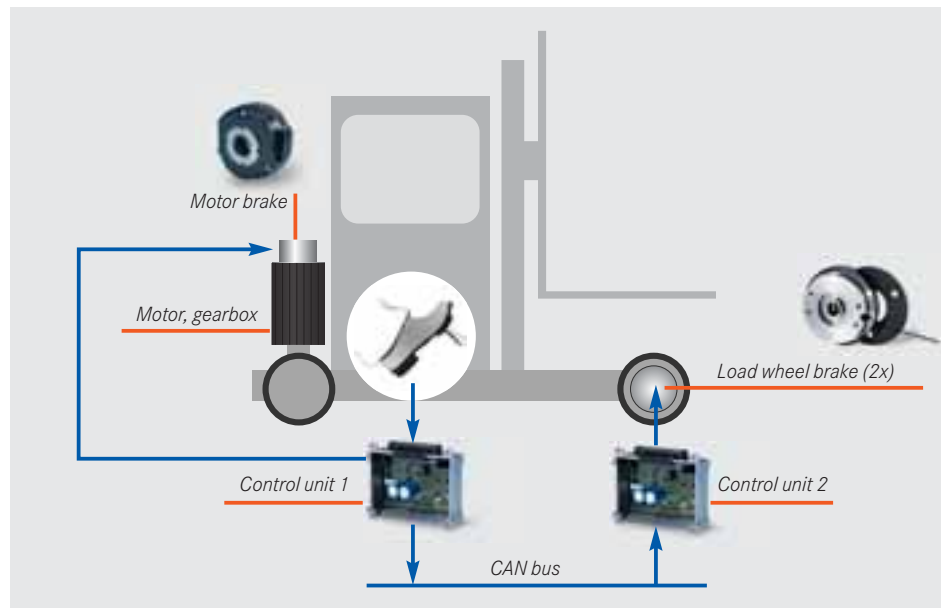 Motor brake
Motor, gearbox
Load wheel brake (2x)
Control unit 1
Control unit 2
CAN bus